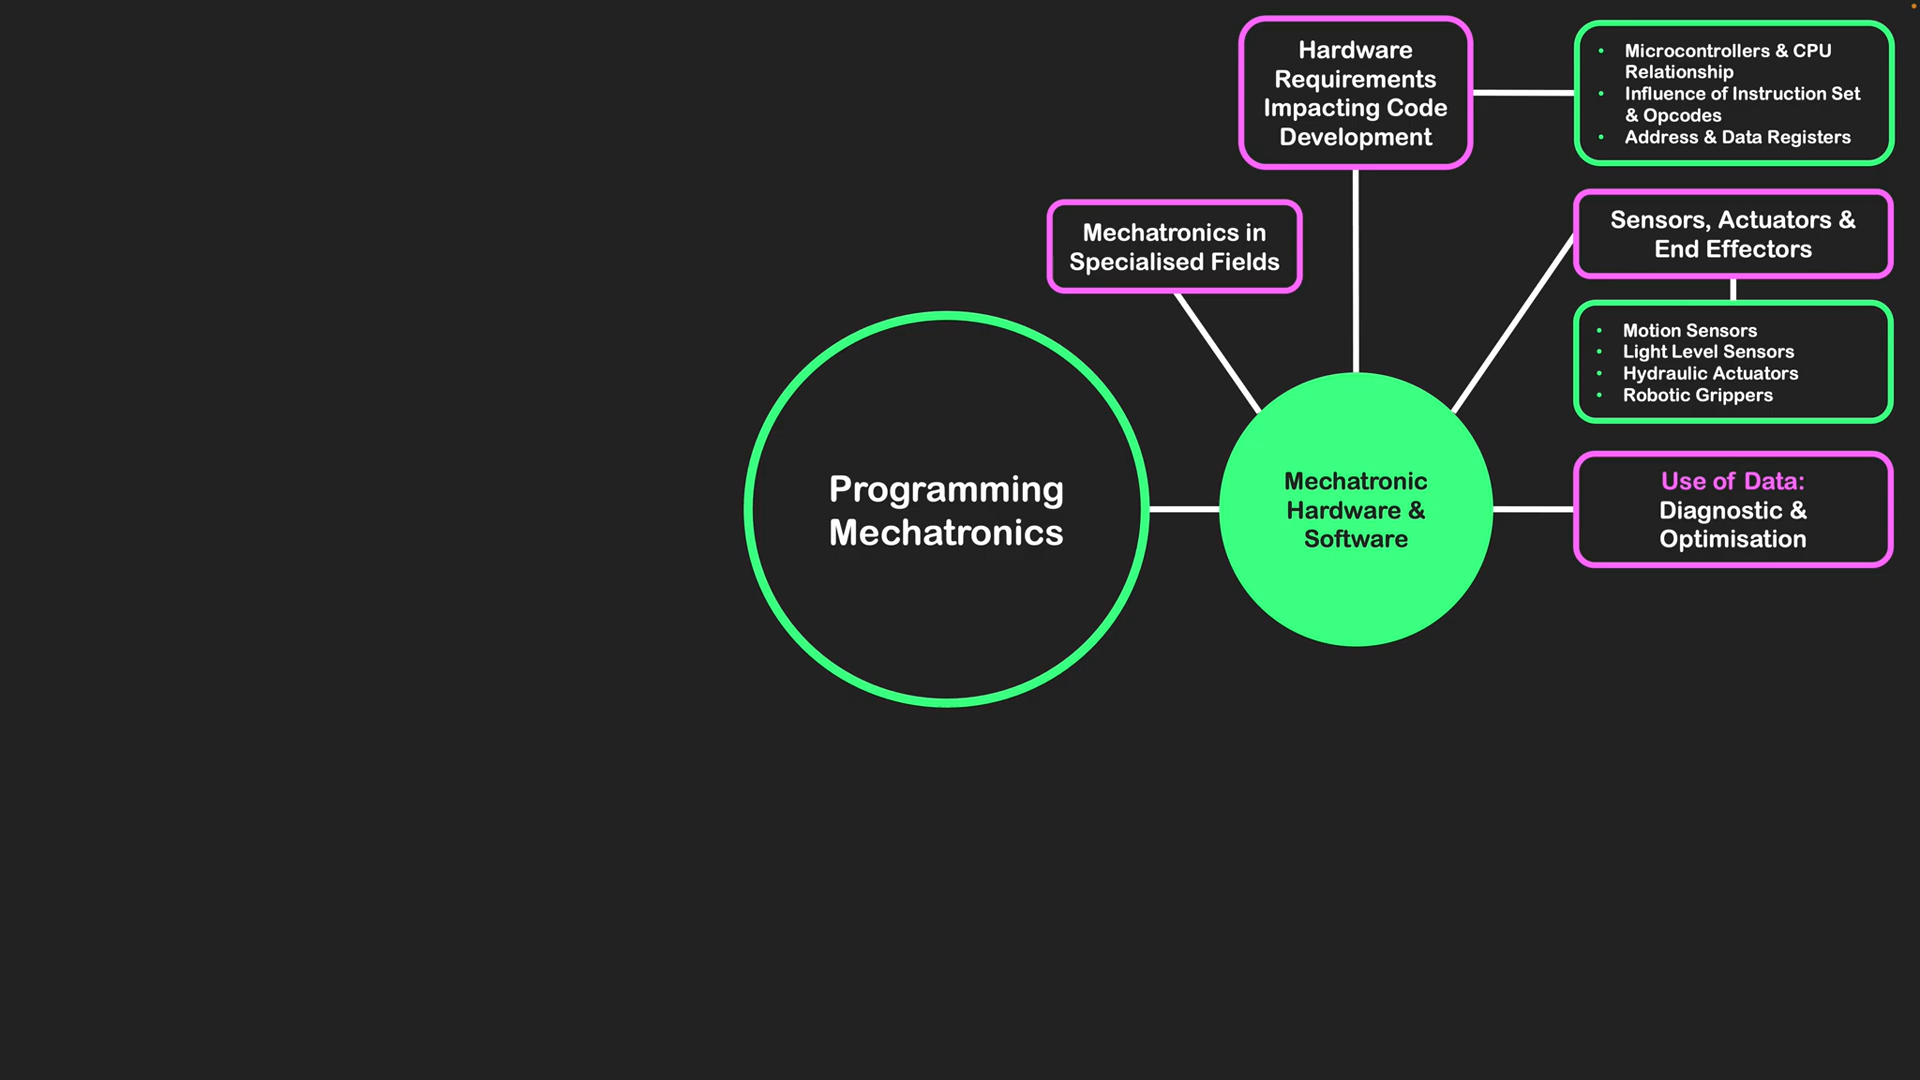 Hardware
Requirements
Impacting Code
Development
• Microcontrollers & CPU
Relationship
• Influence of Instruction Set
& Opcodes
• Address & Data Registers
Mechatronics in
Specialised Fields
Sensors, Actuators &
End Effectors
• Motion Sensors
• Light Level Sensors
• Hydraulic Actuators
• Robotic Grippers
Programming
Mechatronics
Mechatronic
Hardware &
Software
Use of Data:
Diagnostic &
Optimisation